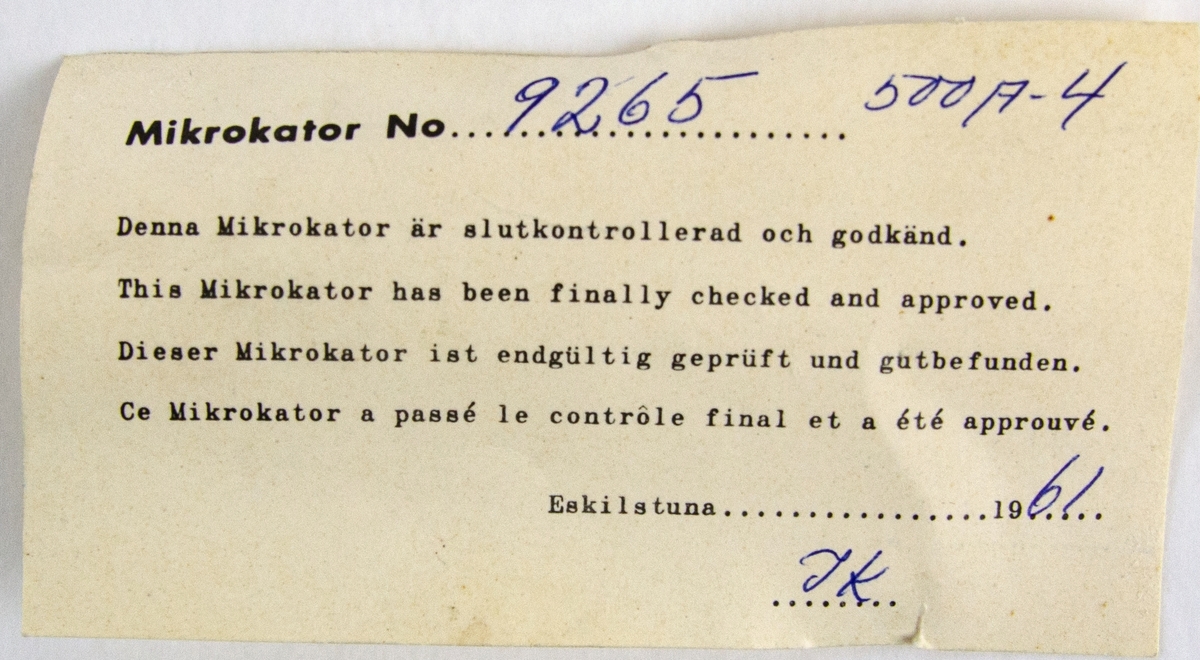 Mikrokator No....9265.......... 500A-4
Denna Mikrokator är slutkontrollerad och godkänd.
This Mikrokator has been finally checked and approved.
Dieser Mikrokator ist endgültig geprüft und gutbefunden.
Ce Mikrokator a passé le contrôle final et a été approuvé.
Eskilstuna.................1961....
JK